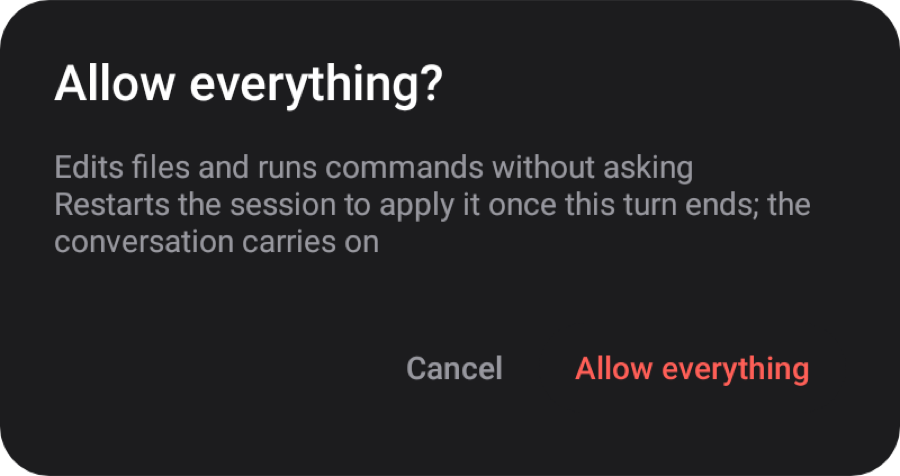 Allow everything?
Edits files and runs commands without asking
Restarts the session to apply it once this turn ends; the
conversation carries on
Cancel Allow everything